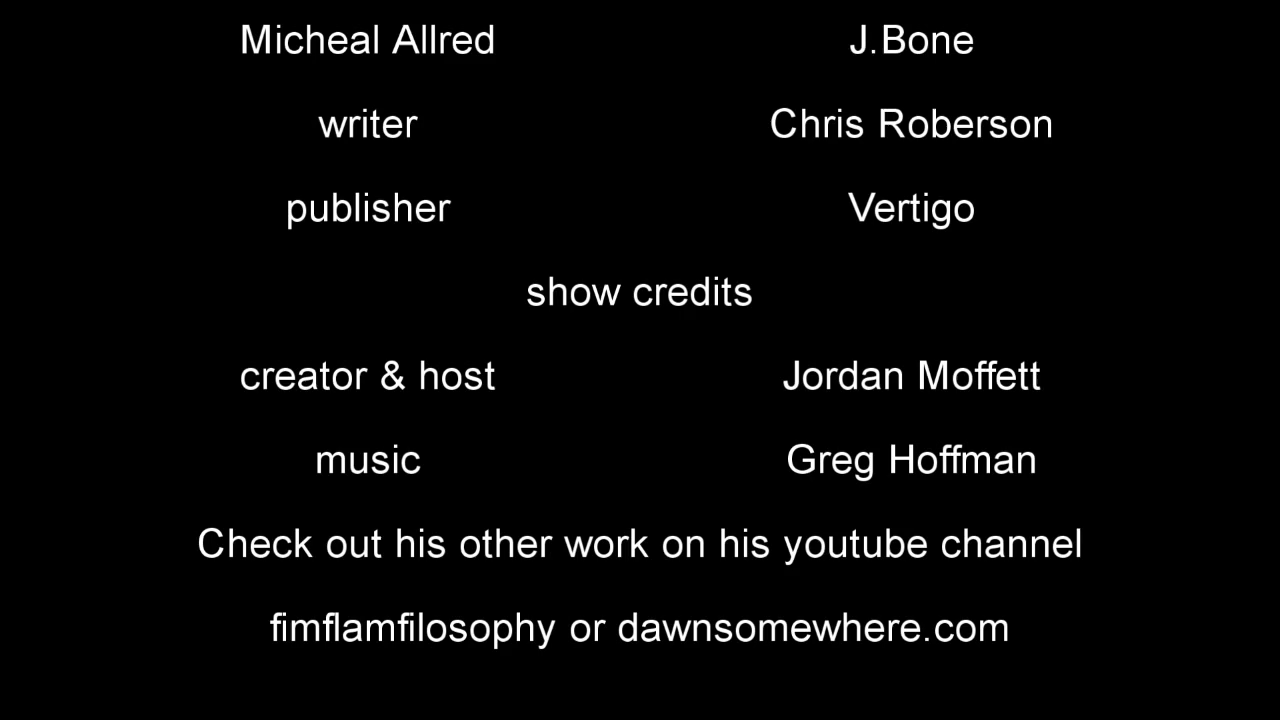 Micheal Allred J.Bone
writer Chris Roberson
publisher Vertigo
show credits
creator & host Jordan Moffett
music Greg Hoffman
Check out his other work on his youtube channel
fimflamfilosophy or dawnsomewhere.com